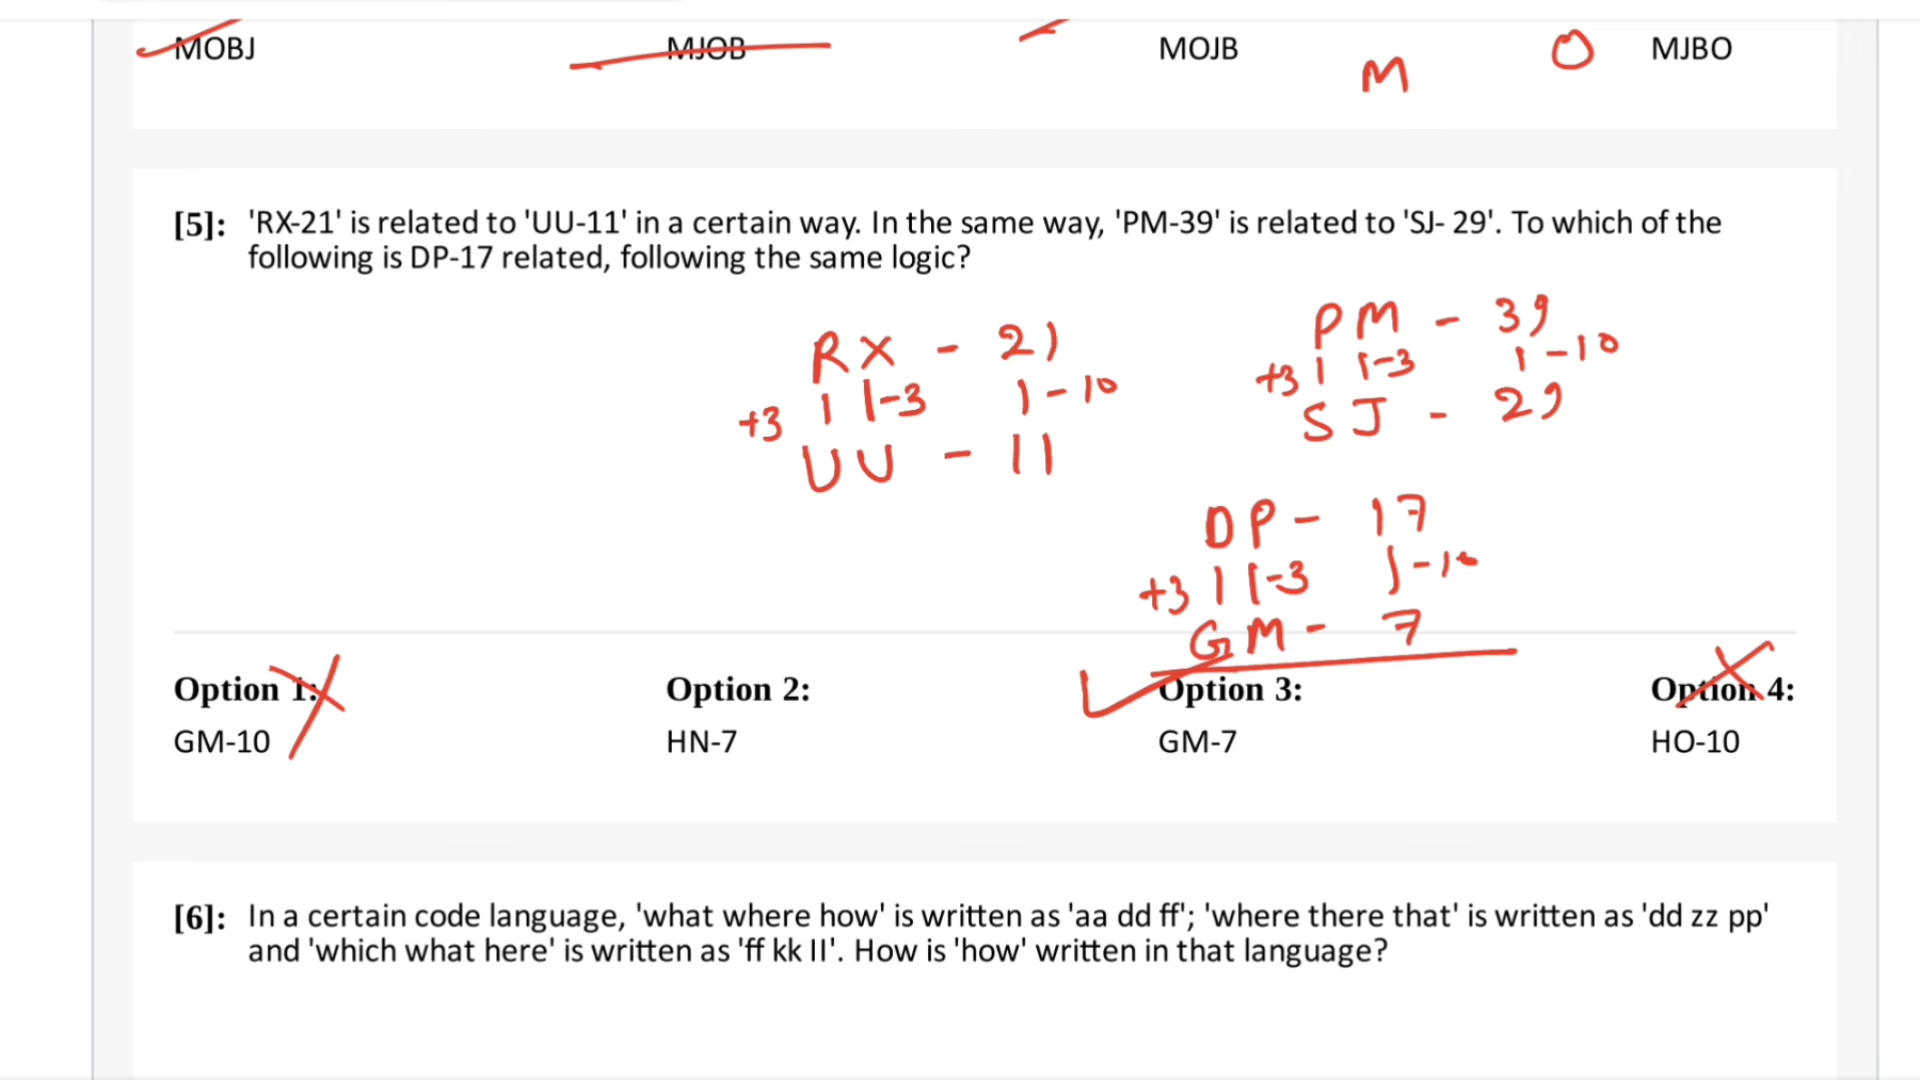 MOBJ MJOB MOJB MJBO
M O
[5]: 'RX-21' is related to 'UU-11' in a certain way. In the same way, 'PM-39' is related to 'SJ- 29'. To which of the
following is DP-17 related, following the same logic?
RX - 21
+3 -3 -10
UU - 11
PM - 39
+3 -3 -10
SJ - 29
DP - 17
+3 -3 -10
GM - 7
Option 1: Option 2: Option 3: Option 4:
GM-10 HN-7 GM-7 HO-10
[6]: In a certain code language, 'what where how' is written as 'aa dd ff'; 'where there that' is written as 'dd zz pp'
and 'which what here' is written as 'ff kk II'. How is 'how' written in that language?